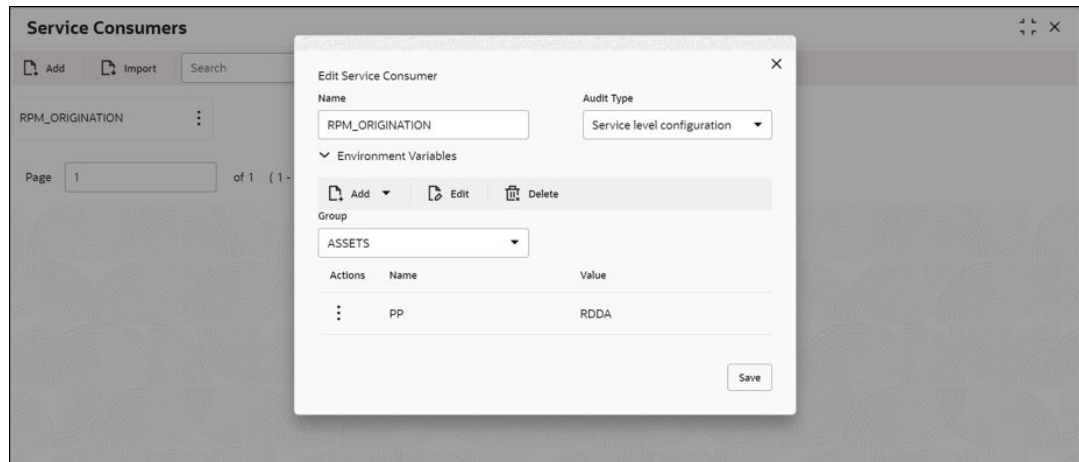 Service Consumers
Add Import Search
RPM_ORIGINATION
Page 1 of 1 (1 -
Edit Service Consumer
Name Audit Type
RPM_ORIGINATION Service level configuration
Environment Variables
Add Edit Delete
Group
ASSETS
Actions Name Value
PP RDDA
Save